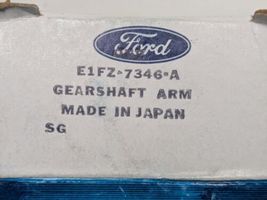 Ford
E1FZ-7346-A
GEARSHAFT ARM
MADE IN JAPAN
SG